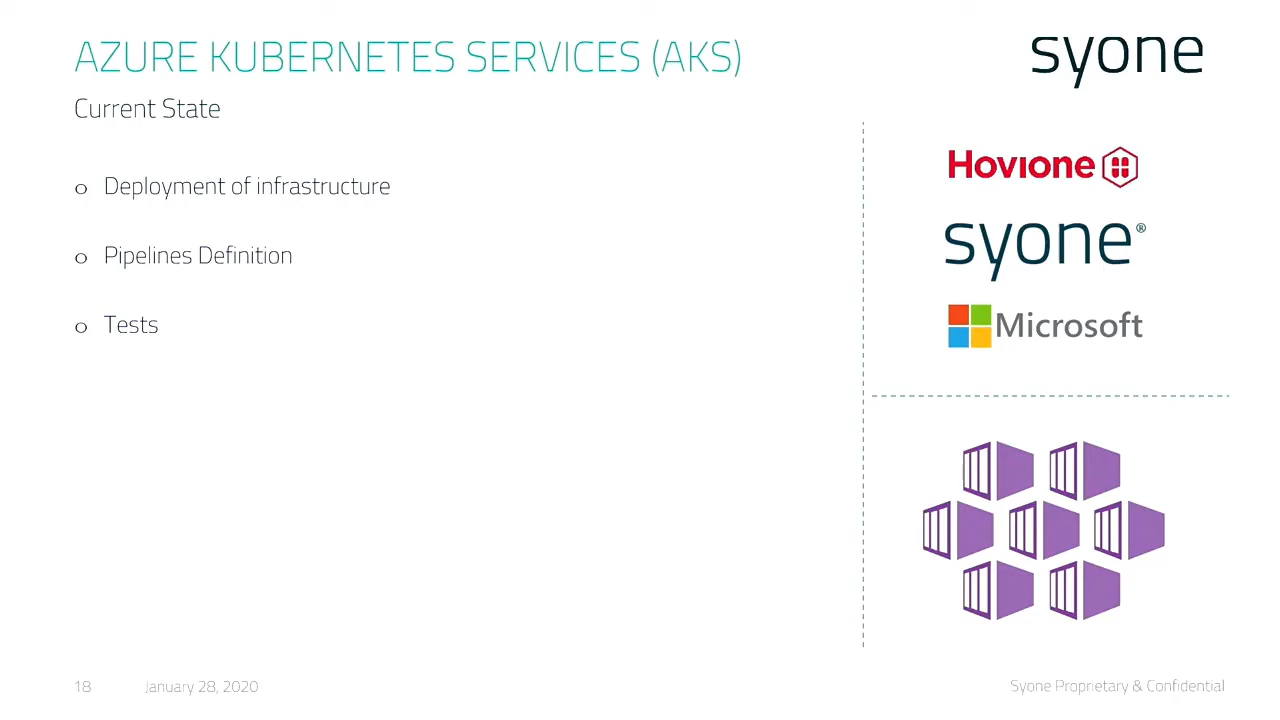 AZURE KUBERNETES SERVICES (AKS)
syone
Current State
o Deployment of infrastructure
o Pipelines Definition
o Tests
Hovione
syone®
Microsoft
18
January 28, 2020
Syone Proprietary & Confidential